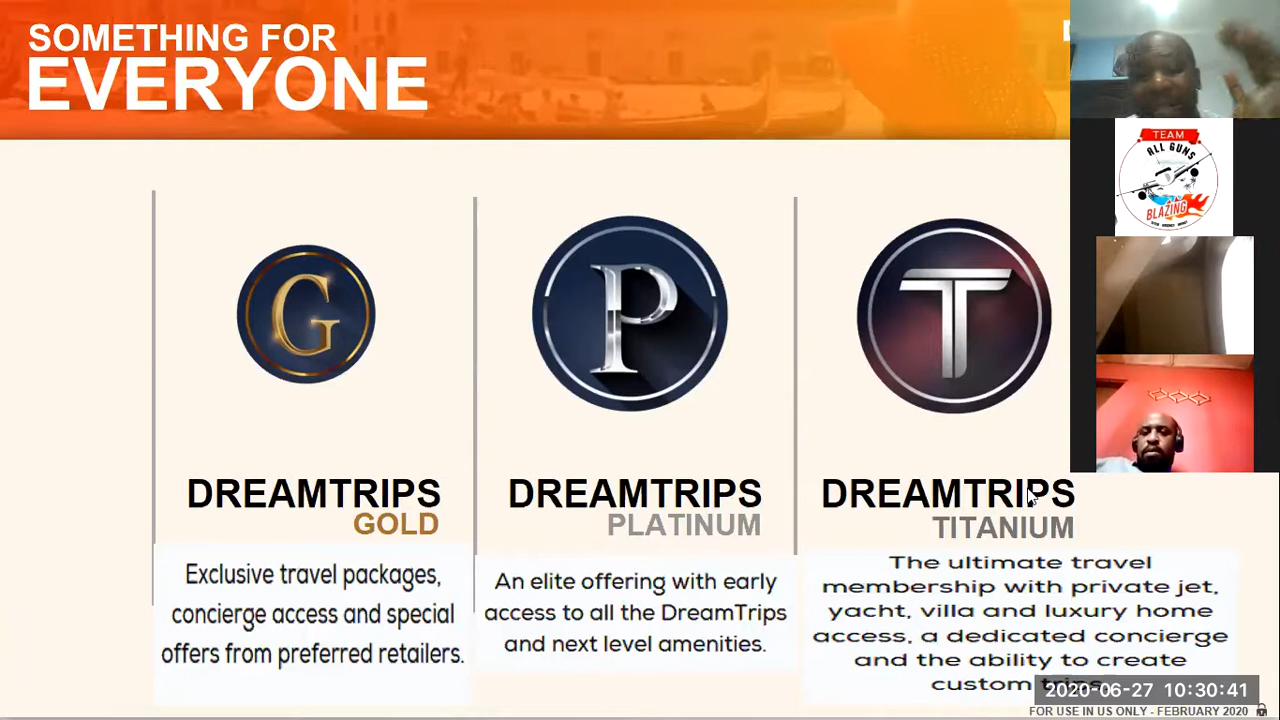 SOMETHING FOR
EVERYONE
TEAM
ALL GUNS
BLAZING
G
P
T
DREAMTRIPS
GOLD
Exclusive travel packages,
concierge access and special
offers from preferred retailers.
DREAMTRIPS
PLATINUM
An elite offering with early
access to all the DreamTrips
and next level amenities.
DREAMTRIPS
TITANIUM
The ultimate travel
membership with private jet,
yacht, villa and luxury home
access, a dedicated concierge
and the ability to create
custom trips.
2020-06-27 10:30:41
FOR USE IN US ONLY - FEBRUARY 2020